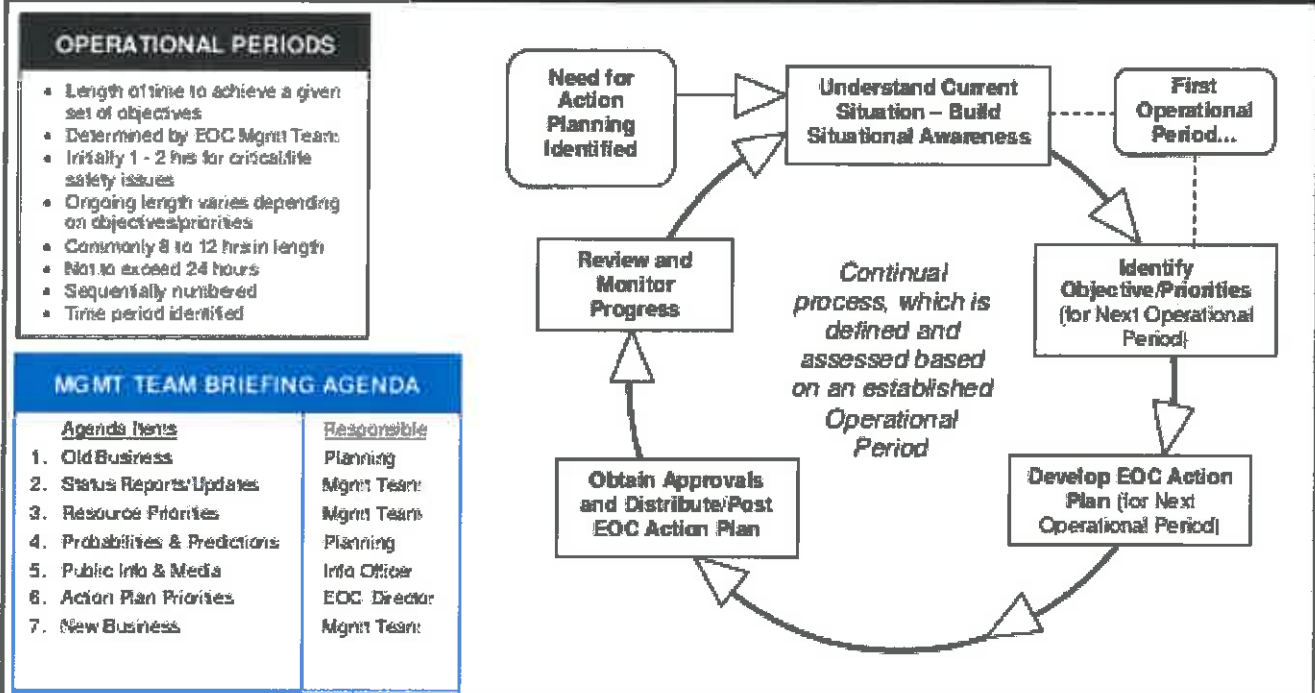 OPERATIONAL PERIODS
• Length of time to achieve a given
set of objectives
• Determined by EOC Mgmt Team
• Initially 1 - 2 hrs for critical/life
safety issues
• Ongoing length varies depending
on objectives/priorities
• Commonly 8 to 12 hrs in length
• Not to exceed 24 hours
• Sequentially numbered
• Time period identified
MGMT TEAM BRIEFING AGENDA
Agenda Items Responsible
1. Old Business Planning
2. Status Reports/Updates Mgmt Team
3. Resource Priorities Mgmt Team
4. Probabilities & Predictions Planning
5. Public Info & Media Info Officer
6. Action Plan Priorities EOC Director
7. New Business Mgmt Team
Need for
Action
Planning
Identified
Understand Current
Situation – Build
Situational Awareness
First
Operational
Period...
Identify
Objective/Priorities
(for Next Operational
Period)
Develop EOC Action
Plan (for Next
Operational Period)
Obtain Approvals
and Distribute/Post
EOC Action Plan
Review and
Monitor
Progress
Continual
process, which is
defined and
assessed based
on an established
Operational
Period